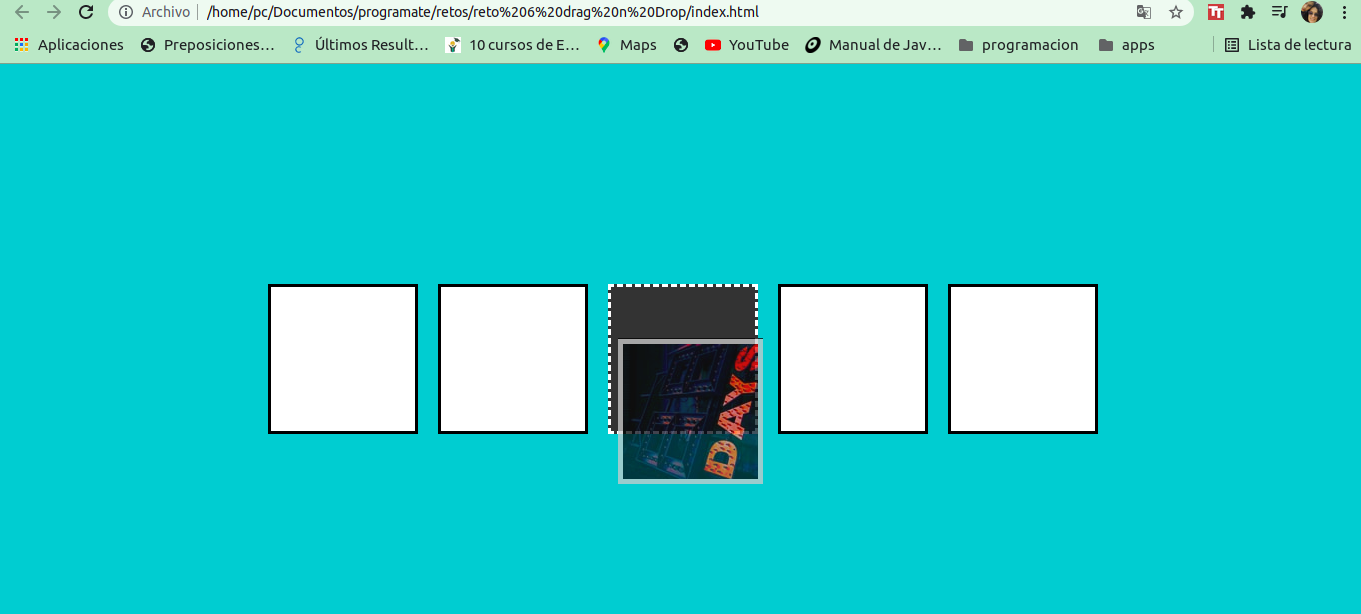 Archivo | /home/pc/Documentos/programate/retos/reto%206%20drag%20n%20Drop/index.html
Aplicaciones Preposiciones... Últimos Result... 10 cursos de E... Maps YouTube Manual de Jav... programacion apps Lista de lectura
DAYS